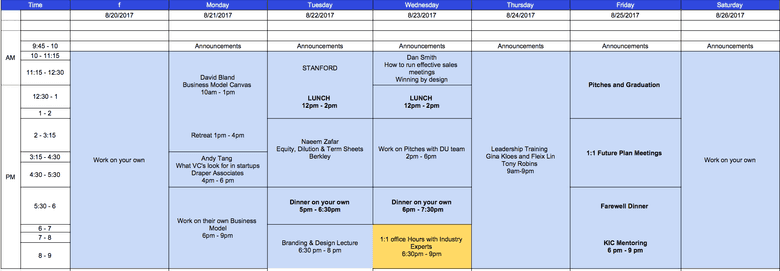 Time f Monday Tuesday Wednesday Thursday Friday Saturday
8/20/2017 8/21/2017 8/22/2017 8/23/2017 8/24/2017 8/25/2017 8/26/2017
9:45 - 10 Announcements Announcements Announcements Announcements Announcements
AM
10 - 11:15
11:15 - 12:30
PM
12:30 - 1
1 - 2
2 - 3:15
3:15 - 4:30
4:30 - 5:30
5:30 - 6
6 - 7
7 - 8
8 - 9
Work on your own
David Bland
Business Model Canvas
10am - 1pm
Retreat 1pm - 4pm
Andy Tang
What VC's look for in startups
Draper Associates
4pm - 6 pm
Work on their own Business
Model
6pm - 9pm
STANFORD
LUNCH
12pm - 2pm
Naeem Zafar
Equity, Dilution & Term Sheets
Berkley
Dinner on your own
5pm - 6:30pm
Branding & Design Lecture
6:30 pm - 8 pm
Dan Smith
How to run effective sales
meetings
Winning by design
LUNCH
12pm - 2pm
Work on Pitches with DU team
2pm - 6pm
Dinner on your own
6pm - 7:30pm
1:1 office Hours with Industry
Experts
6:30pm - 9pm
Leadership Training
Gina Kloes and Fleix Lin
Tony Robins
9am-9pm
Pitches and Graduation
1:1 Future Plan Meetings
Farewell Dinner
KIC Mentoring
6 pm - 9 pm
Work on your own